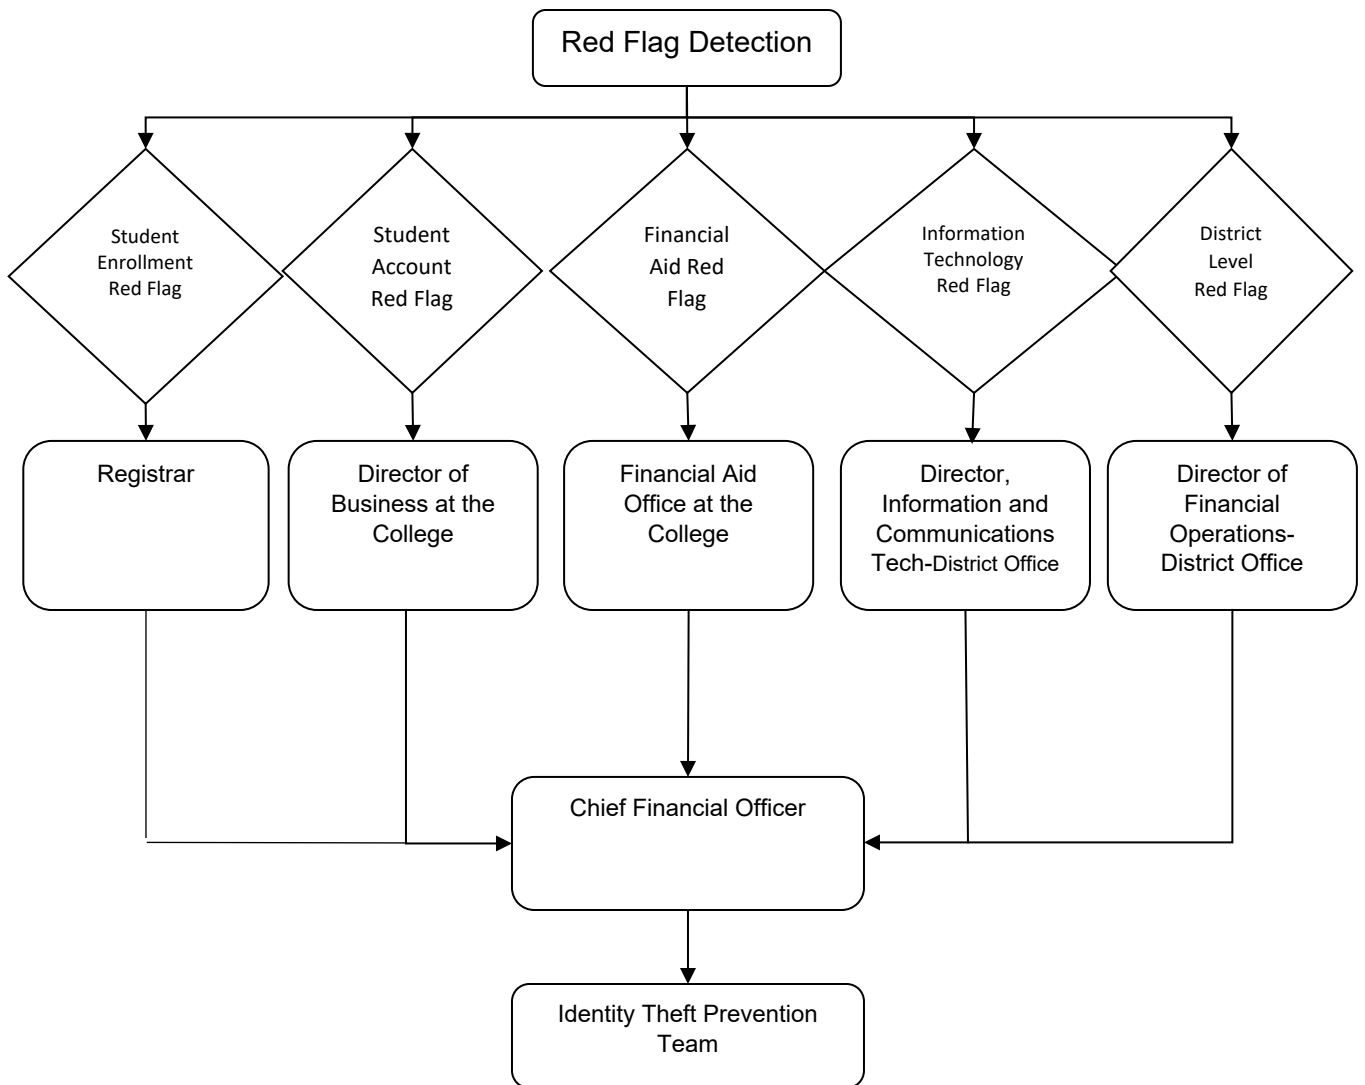 Red Flag Detection
Student
Enrollment
Red Flag
Student
Account
Red Flag
Financial
Aid Red
Flag
Information
Technology
Red Flag
District
Level
Red Flag
Registrar
Director of
Business at the
College
Financial Aid
Office at the
College
Director,
Information and
Communications
Tech-District Office
Director of
Financial
Operations-
District Office
Chief Financial Officer
Identity Theft Prevention
Team